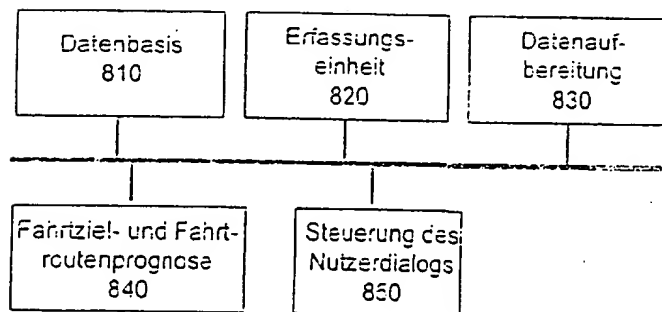 Datenbasis
810
Erfassungs-
einheit
820
Datenauf-
bereitung
830
Fahrtziel- und Fahrt-
routenprognose
840
Steuerung des
Nutzerdialogs
850